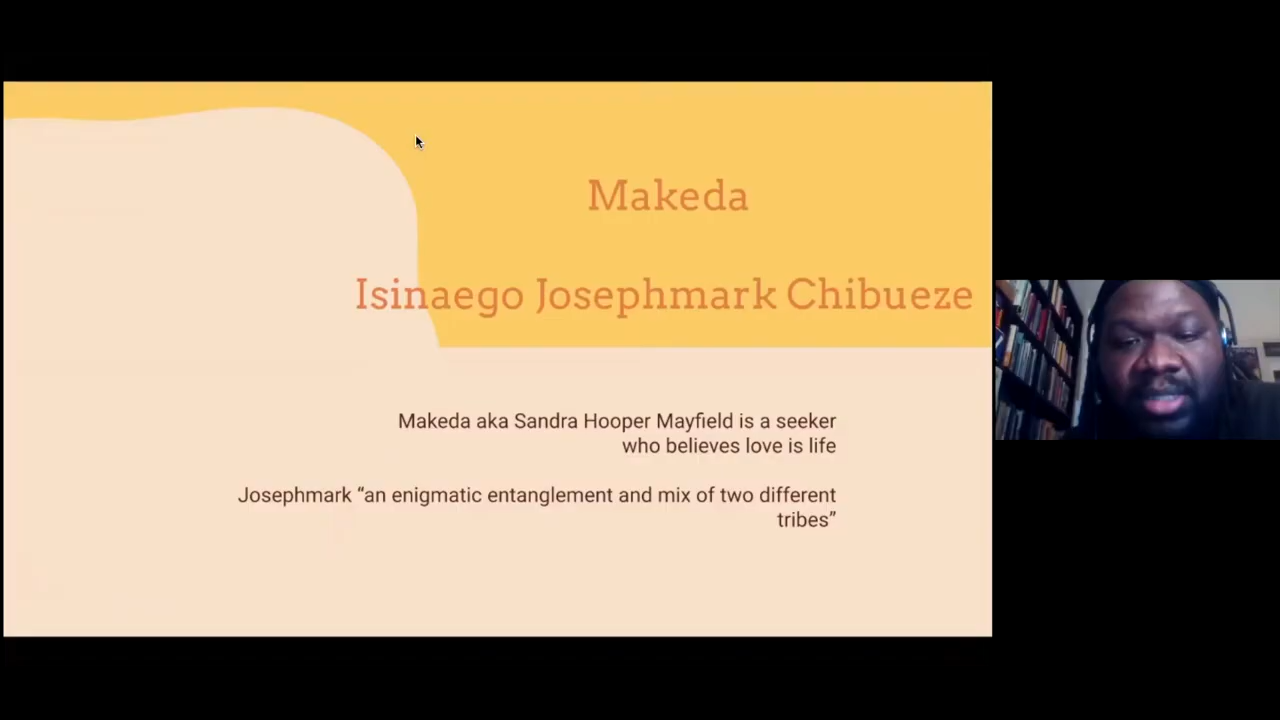 Makeda
Isinaego Josephmark Chibueze
Makeda aka Sandra Hooper Mayfield is a seeker
who believes love is life
Josephmark “an enigmatic entanglement and mix of two different
tribes”